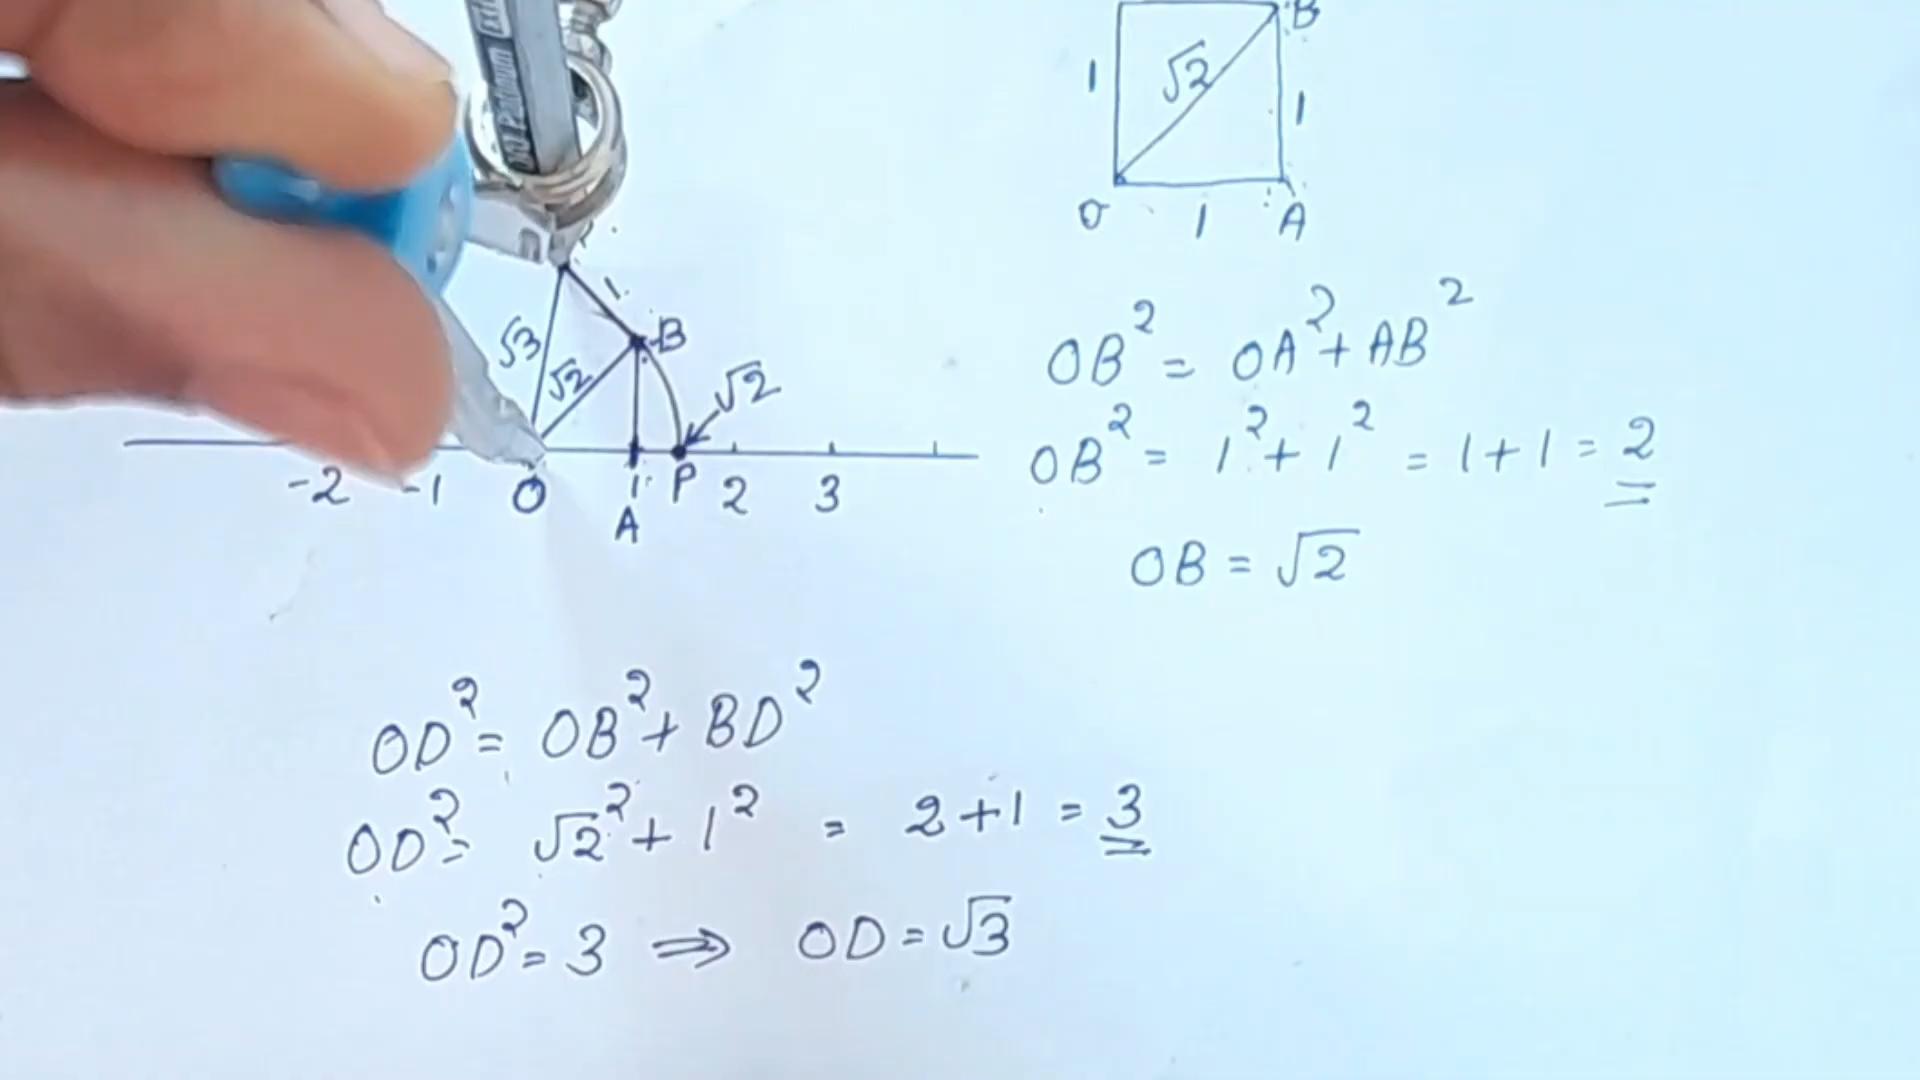 B
1 √2 1
O 1 A
1
B
√3 √2 √2
-2 -1 O 1 P 2 3
A
OB² = OA² + AB²
OB² = 1² + 1² = 1 + 1 = 2
OB = √2
OD² = OB² + BD²
OD² = √2² + 1² = 2 + 1 = 3
OD² = 3 ⇒ OD = √3